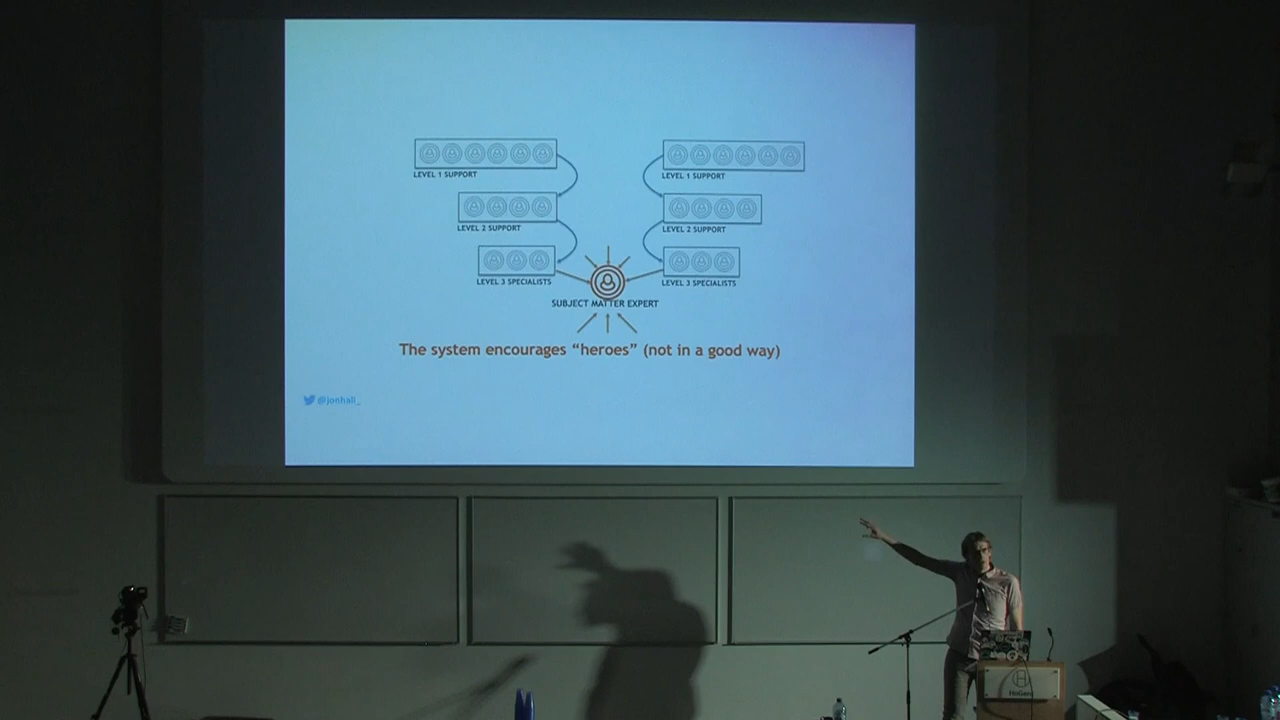 LEVEL 1 SUPPORT
LEVEL 1 SUPPORT
LEVEL 2 SUPPORT
LEVEL 2 SUPPORT
LEVEL 3 SPECIALISTS
LEVEL 3 SPECIALISTS
SUBJECT MATTER EXPERT
The system encourages “heroes” (not in a good way)
@jonhall_
HoGent